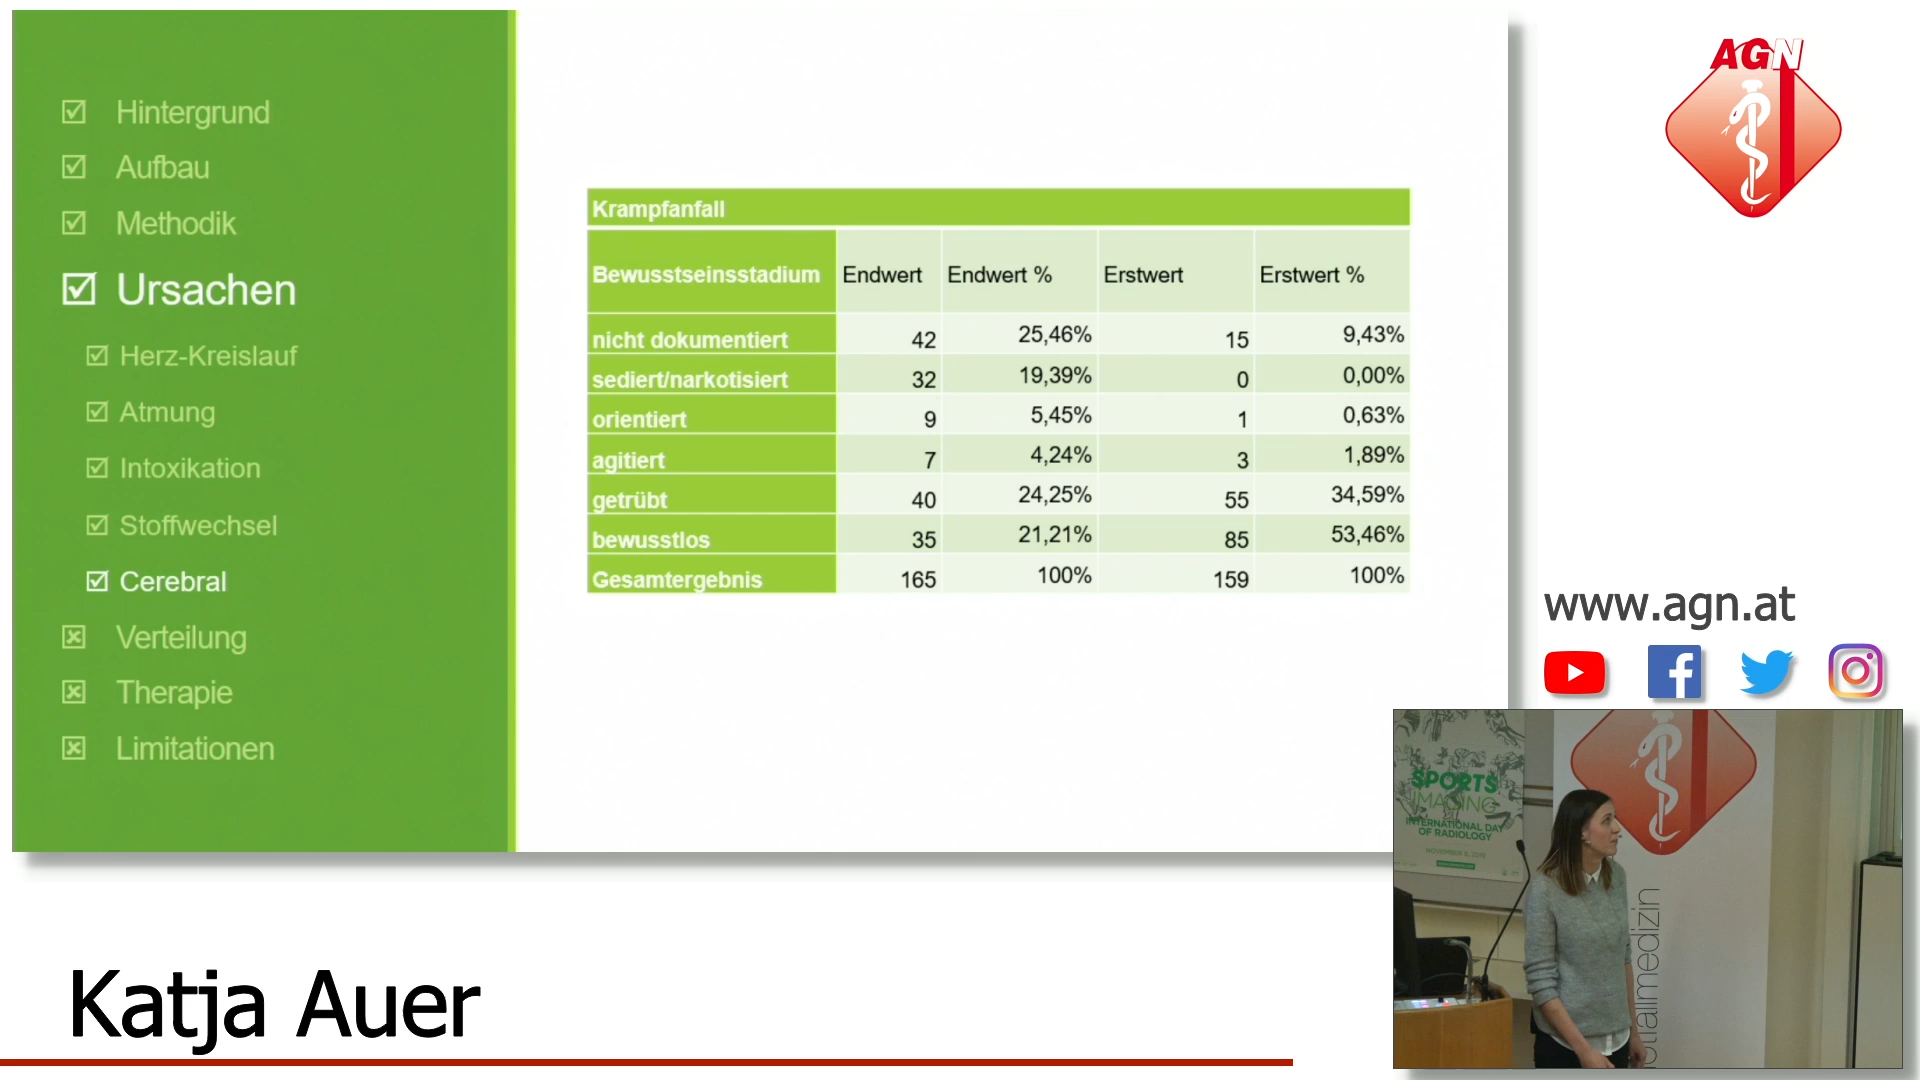 Hintergrund
Aufbau
Methodik
Ursachen
Herz-Kreislauf
Atmung
Intoxikation
Stoffwechsel
Cerebral
Verteilung
Therapie
Limitationen
Krampfanfall
Bewusstseinsstadium Endwert Endwert % Erstwert Erstwert %
nicht dokumentiert 42 25,46% 15 9,43%
sediert/narkotisiert 32 19,39% 0 0,00%
orientiert 9 5,45% 1 0,63%
agitiert 7 4,24% 3 1,89%
getrübt 40 24,25% 55 34,59%
bewusstlos 35 21,21% 85 53,46%
Gesamtergebnis 165 100% 159 100%
AGN
www.agn.at
SPORTS
IMAGING
INTERNATIONAL DAY
OF RADIOLOGY
Katja Auer